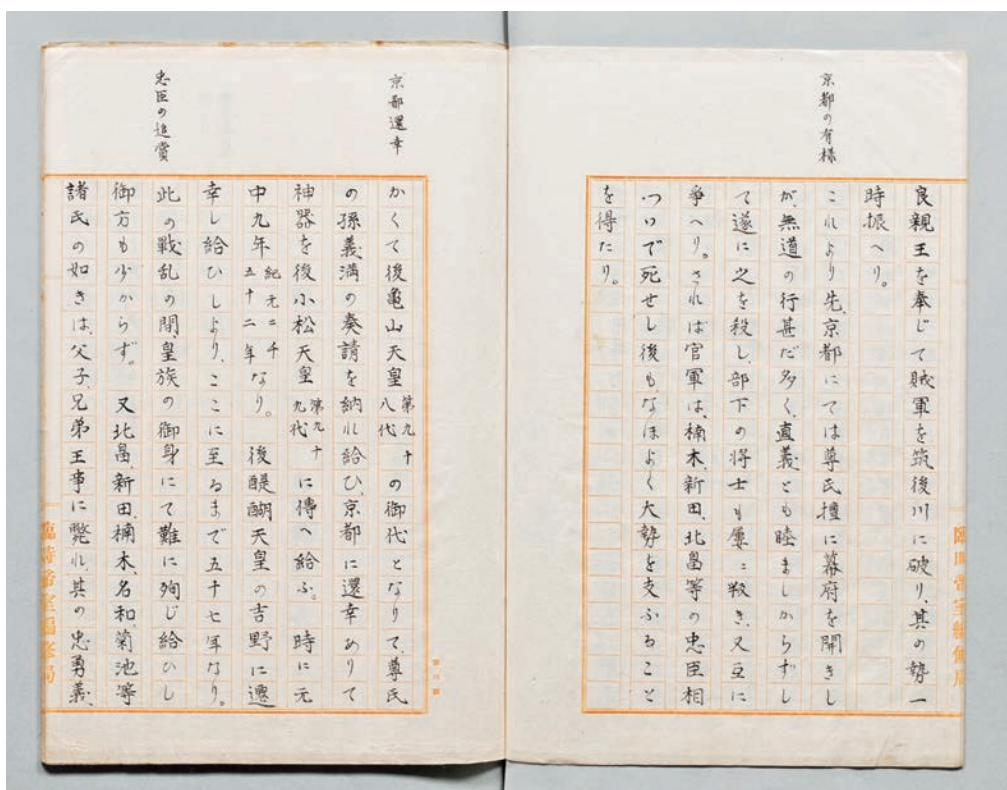 京都の有様
良親王を奉じて賊軍を筑後川に破り、其の勢一
時振へり。
これより先、京都にては尊氏擅に幕府を開きし
が、無道の行甚だ多く、直義とも睦ましからずし
て遂に之を殺し、部下の将士も屡〻叛き、又互に
争へり。されば官軍は、楠木、新田、北畠等の忠臣相
ついで死せし後も、なほよく大勢を支ふること
を得たり。
臨時帝室編修局
京都還幸
かくて後亀山天皇第九十八代の御代となりて、尊氏
の孫義満の奏請を納れ給ひ、京都に還幸ありて
神器を後小松天皇第九十九代に傳へ給ふ。時に元
中九年紀元二千五十二年なり。後醍醐天皇の吉野に遷
幸し給ひしより、ここに至るまで五十七年なり。
忠臣の追賞
此の戦乱の間、皇族の御身にて難に殉じ給ひし
御方も少からず。又北畠、新田、楠木、名和、菊池等
諸氏の如きは、父子、兄弟王事に斃れ、其の忠勇義
臨時帝室編修局